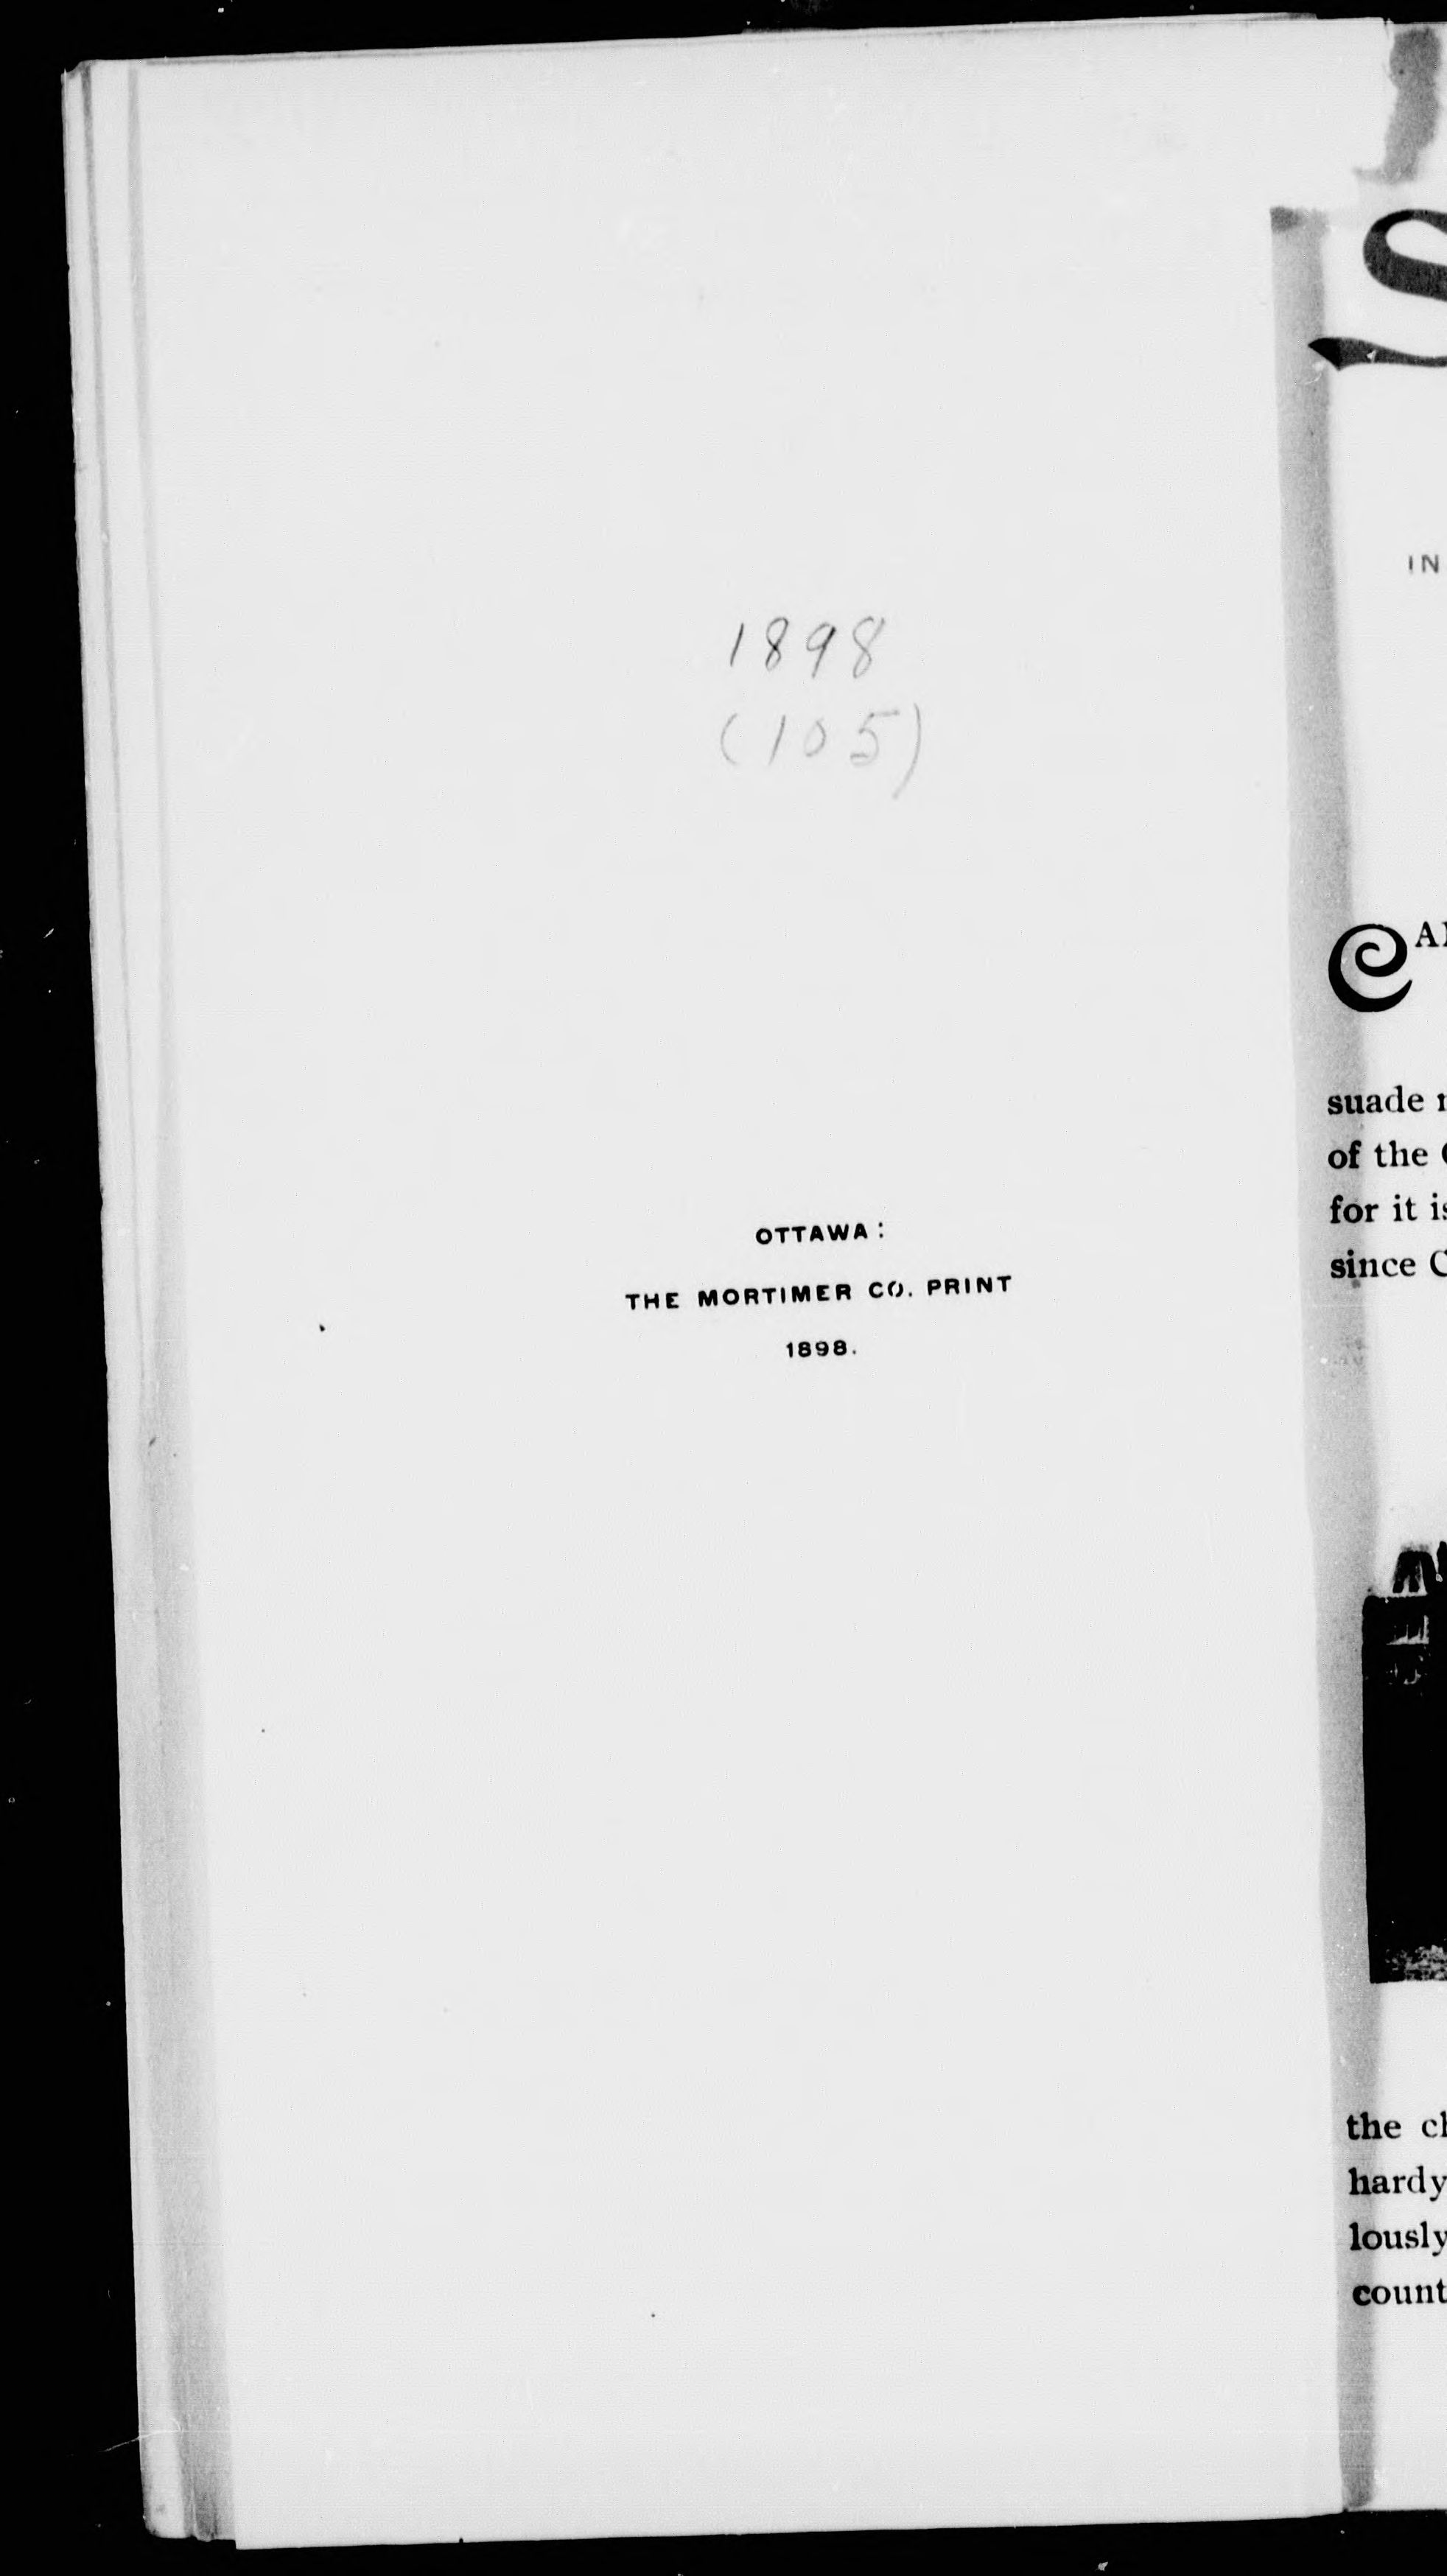 1898
(105)
OTTAWA:
THE MORTIMER CO. PRINT
1898.
IN
suade
of the
for it
since
the
hardy
lously
count